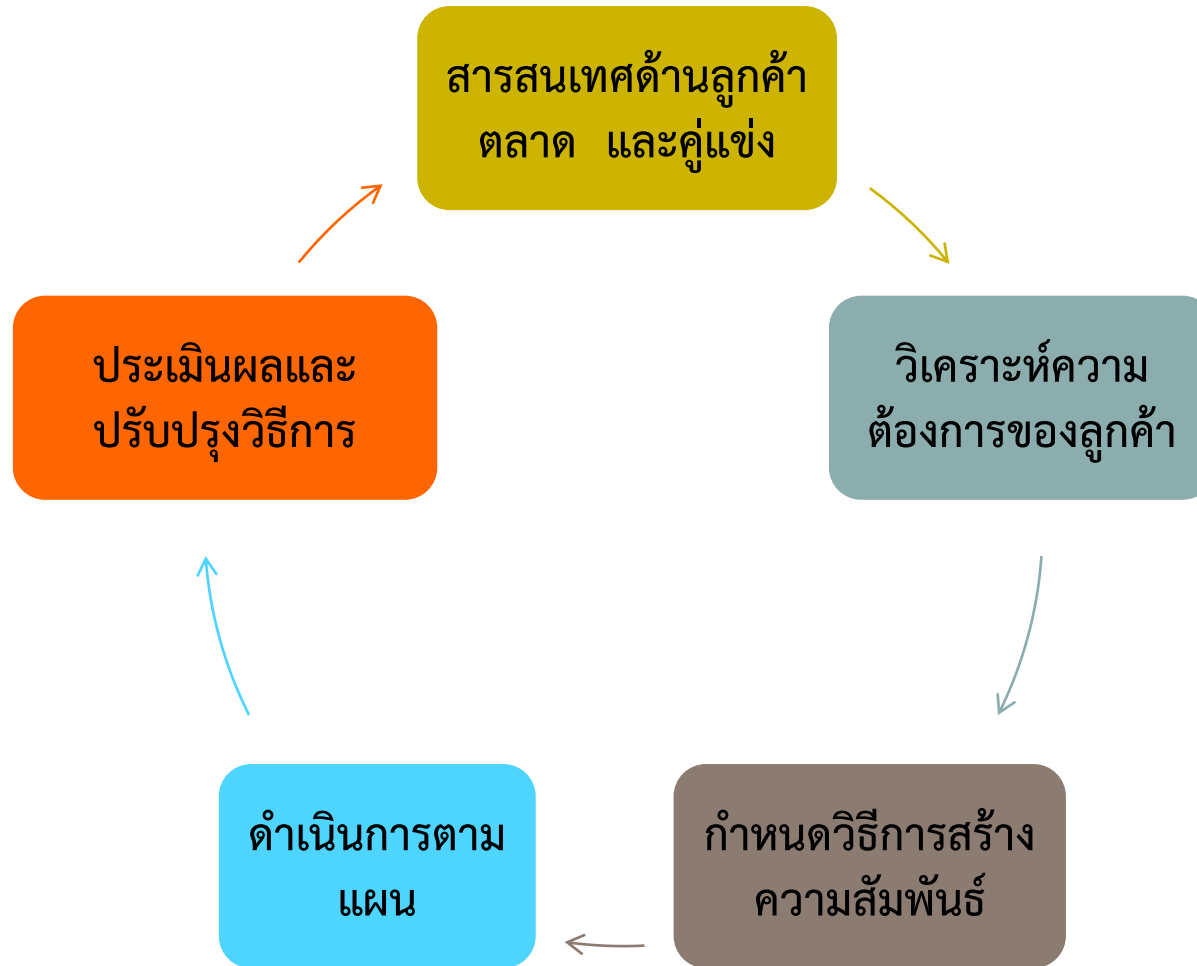 สารสนเทศด้านลูกค้า
ตลาด และคู่แข่ง
วิเคราะห์ความ
ต้องการของลูกค้า
กำหนดวิธีการสร้าง
ความสัมพันธ์
ดำเนินการตาม
แผน
ประเมินผลและ
ปรับปรุงวิธีการ